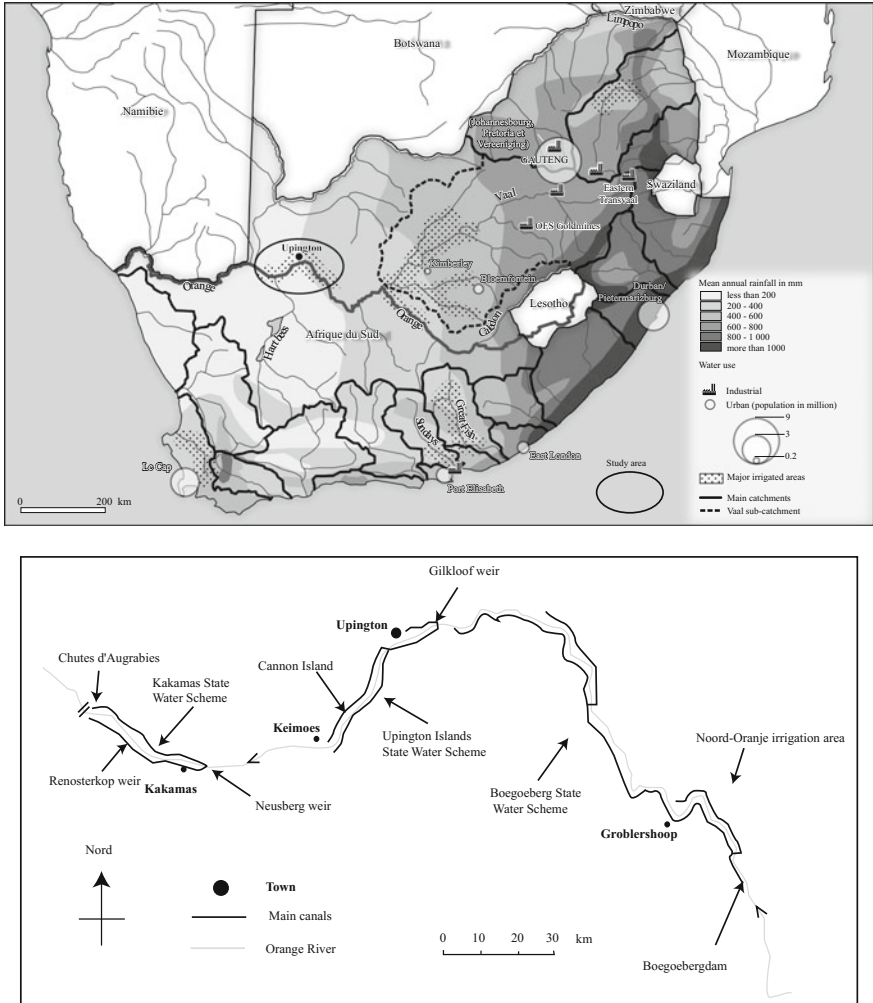 Zimbabwe
Limpopo
Botswana
Mozambique
Namibie
(Johannesbourg,
Pretoria et
Vereeniging)
GAUTENG
Eastern
Transvaal
Swaziland
Vaal
OFS Goldmines
Upington
Kimberley
Bloemfontein
Orange
Orange
Caledon
Lesotho
Durban/
Pietermarizburg
Afrique du Sud
Hartbees
Great Fish
Sundays
East London
Port Elisabeth
Le Cap
0 200 km
Study area
Mean annual rainfall in mm
less than 200
200 - 400
400 - 600
600 - 800
800 - 1 000
more than 1000
Water use
Industrial
Urban (population in million)
9
3
0.2
Major irrigated areas
Main catchments
Vaal sub-catchment
Gilkloof weir
Upington
Chutes d'Augrabies
Cannon Island
Kakamas State
Water Scheme
Keimoes
Upington Islands
State Water Scheme
Noord-Oranje irrigation area
Renosterkop weir
Kakamas
Neusberg weir
Boegoeberg State
Water Scheme
Groblershoop
Nord
Town
Main canals
Orange River
0 10 20 30 km
Boegoebergdam